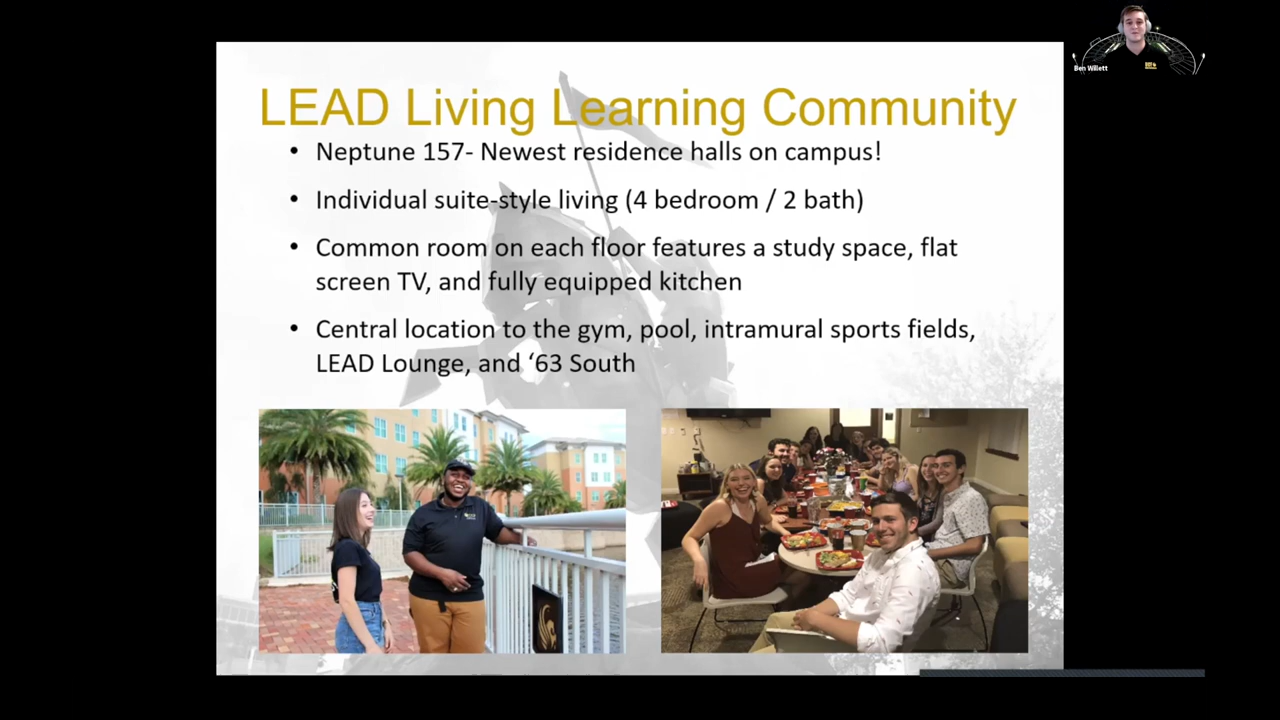 Ben Willett
LEAD Living Learning Community
• Neptune 157- Newest residence halls on campus!
• Individual suite-style living (4 bedroom / 2 bath)
• Common room on each floor features a study space, flat
screen TV, and fully equipped kitchen
• Central location to the gym, pool, intramural sports fields,
LEAD Lounge, and ‘63 South